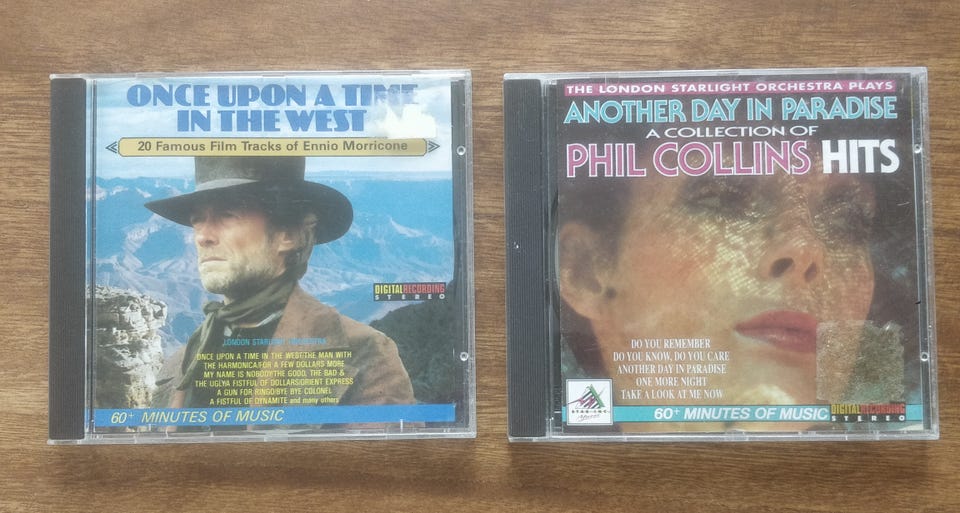 ONCE UPON A TIME
IN THE WEST
20 Famous Film Tracks of Ennio Morricone
DIGITAL RECORDING
STEREO
LONDON STARLIGHT ORCHESTRA
ONCE UPON A TIME IN THE WEST/THE MAN WITH
THE HARMONICA/FOR A FEW DOLLARS MORE
MY NAME IS NOBODY/THE GOOD, THE BAD &
THE UGLY/A FISTFUL OF DOLLARS/ORIENT EXPRESS
A GUN FOR RINGO/BYE BYE COLONEL
A FISTFUL OF DYNAMITE and many others
60+ MINUTES OF MUSIC
THE LONDON STARLIGHT ORCHESTRA PLAYS
ANOTHER DAY IN PARADISE
A COLLECTION OF
PHIL COLLINS HITS
DO YOU REMEMBER
DO YOU KNOW, DO YOU CARE
ANOTHER DAY IN PARADISE
ONE MORE NIGHT
TAKE A LOOK AT ME NOW
60+ MINUTES OF MUSIC
DIGITAL RECORDING
STEREO